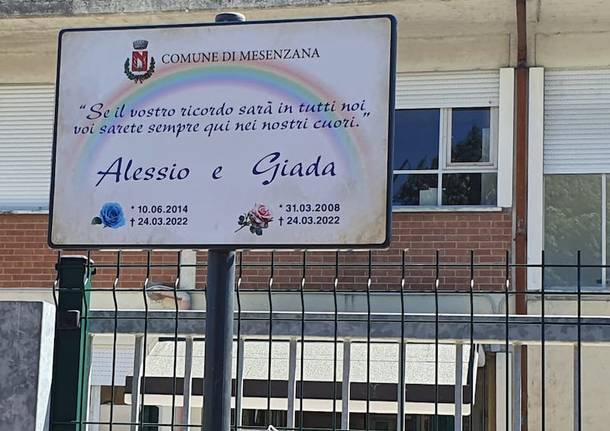 COMUNE DI MESENZANA
“Se il vostro ricordo sarà in tutti noi
voi sarete sempre qui nei nostri cuori.”
Alessio e Giada
* 10.06.2014
† 24.03.2022
* 31.03.2008
† 24.03.2022